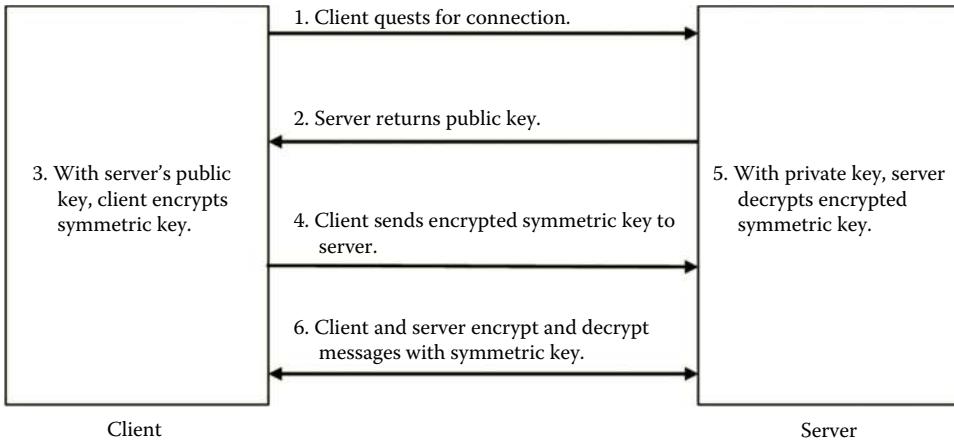 1. Client quests for connection.
2. Server returns public key.
3. With server’s public
key, client encrypts
symmetric key.
4. Client sends encrypted symmetric key to
server.
5. With private key, server
decrypts encrypted
symmetric key.
6. Client and server encrypt and decrypt
messages with symmetric key.
Client
Server